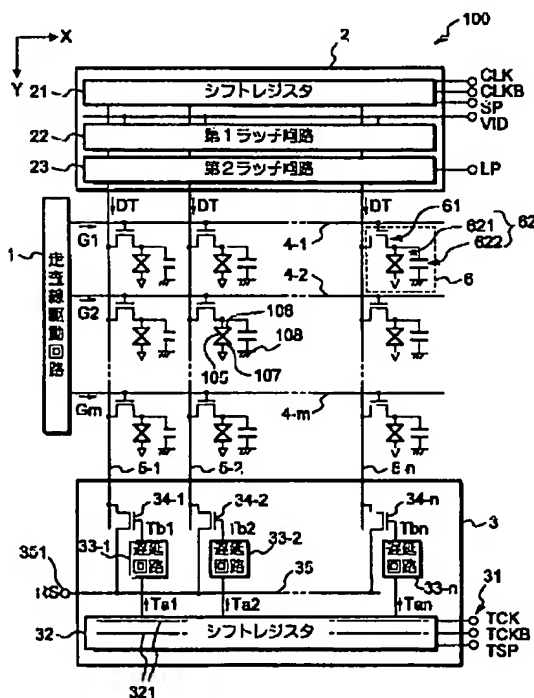 100
X
Y
2
21
シフトレジスタ
CLK
CLKB
SP
VID
22
第1ラッチ回路
23
第2ラッチ回路
LP
DT
DT
DT
61
621
62
622
1
走査線駆動回路
G1
4-1
6
4-2
G2
106
108
105
107
Gm
4-m
5-1
5-2
5-n
34-1
34-2
34-n
Tb1
Tb2
Tbn
3
33-1
遅延回路
遅延回路
33-2
遅延回路
33-n
351
RS
35
31
Ta1
Ta2
Tan
32
シフトレジスタ
TCK
TCKB
TSP
321